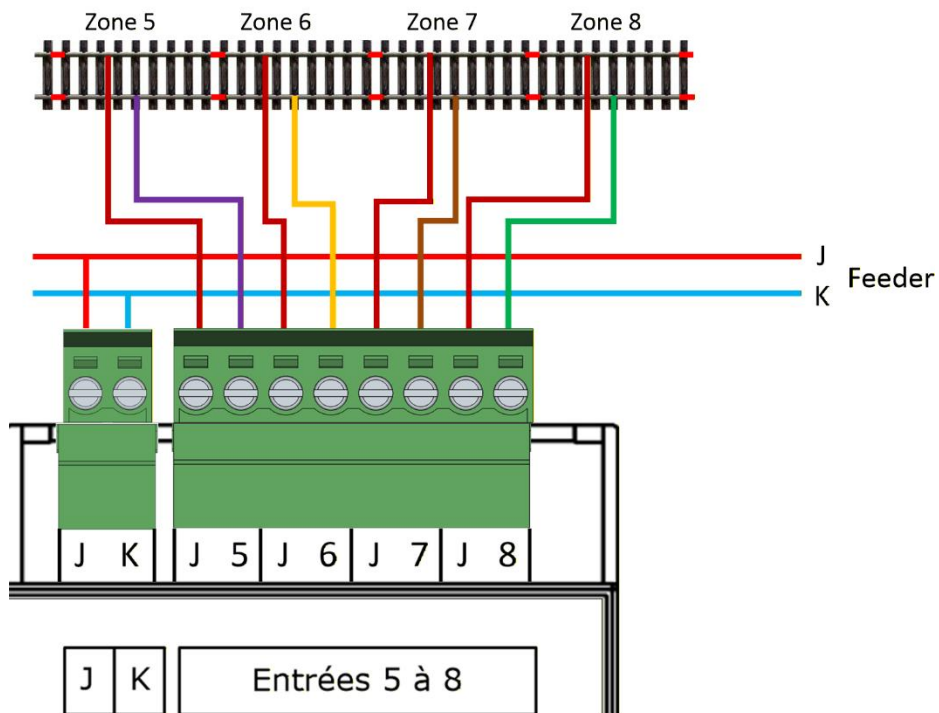 Zone 5 Zone 6 Zone 7 Zone 8
J
Feeder
K
J K J 5 J 6 J 7 J 8
J K Entrées 5 à 8